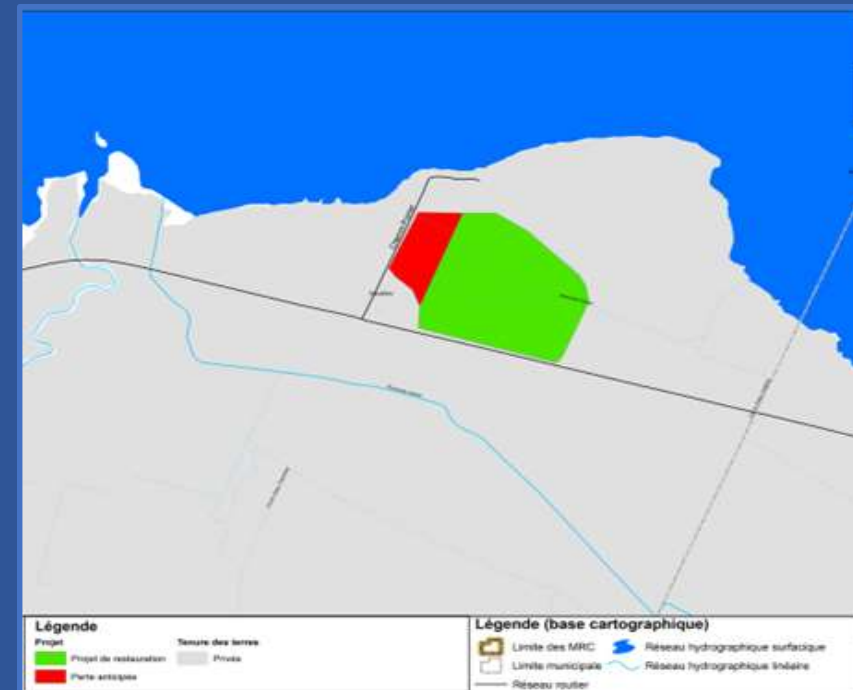 Légende
Projet
Projet de restauration
Perte anticipée
Tenure des terres
Privée
Légende (base cartographique)
Limite des MRC
Réseau hydrographique surfacique
Limite municipale
Réseau hydrographique linéaire
Réseau routier